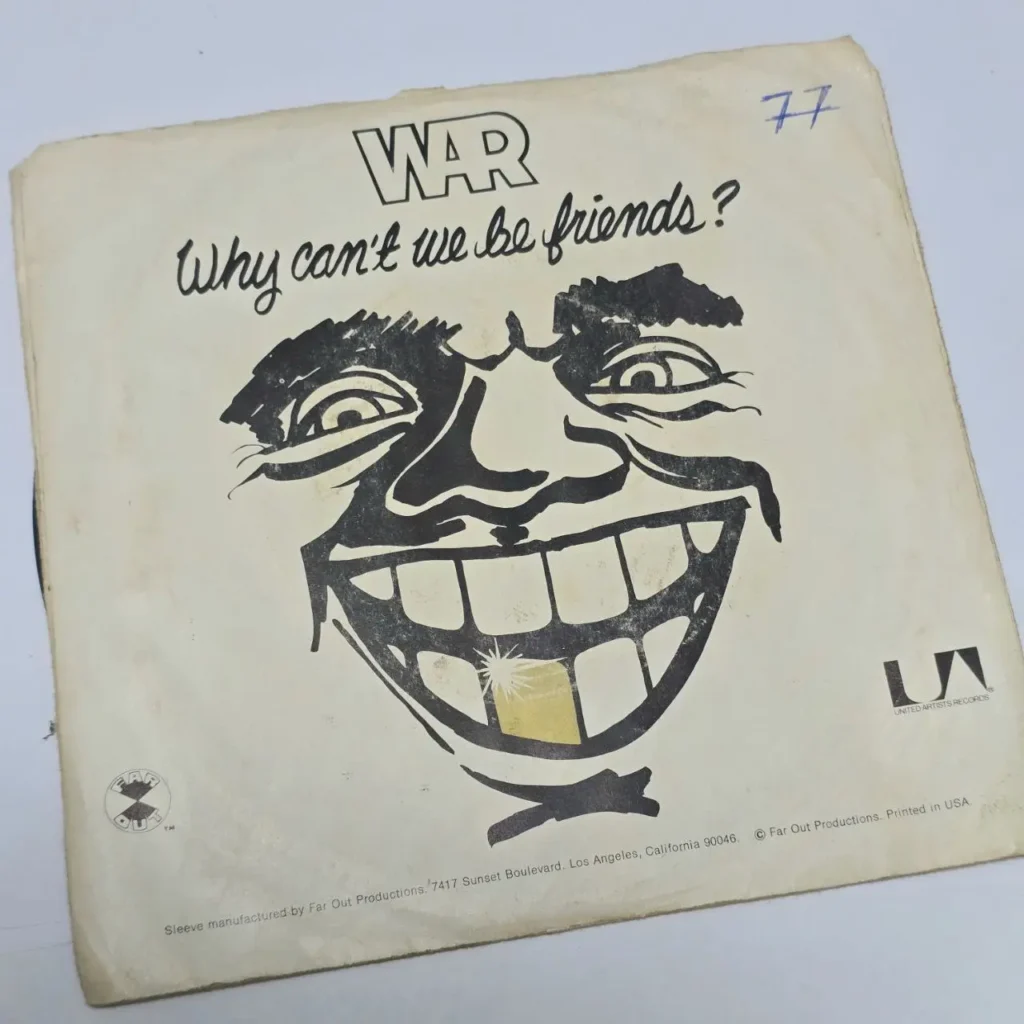 77
WAR
Why can't we be friends?
UA
UNITED ARTISTS RECORDS®
FAR
OUT
TM
Sleeve manufactured by Far Out Productions. 7417 Sunset Boulevard. Los Angeles, California 90046. © Far Out Productions. Printed in USA.